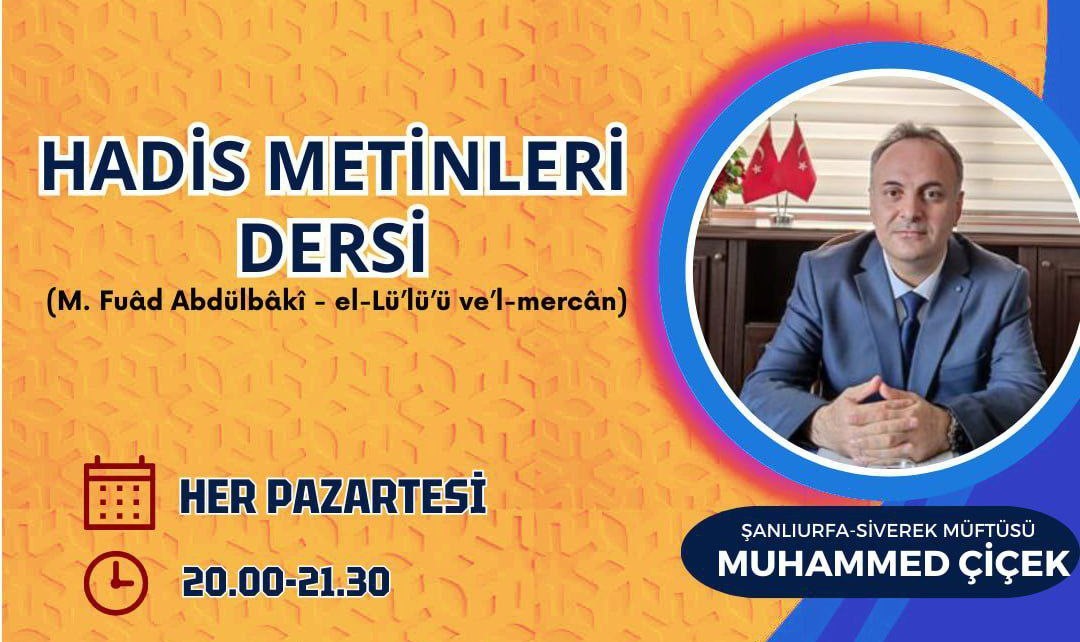 HADİS METİNLERİ
DERSİ
(M. Fuâd Abdülbâkî - el-Lü'lü'ü ve'l-mercân)
HER PAZARTESİ
20.00-21.30
ŞANLIURFA-SİVEREK MÜFTÜSÜ
MUHAMMED ÇİÇEK